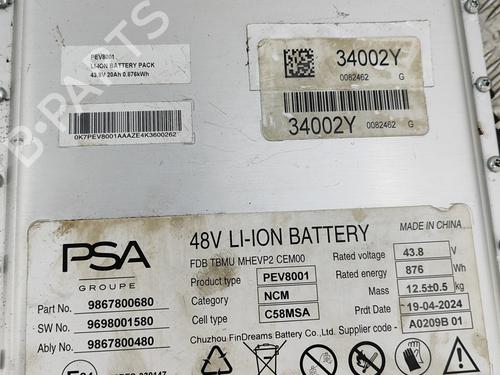 PEV8001
LI-ION BATTERY PACK
43.8V 20Ah 0.876kWh
34002Y
0082462 G
0K7PEV8001AAAZE4K3600262
34002Y 0082462 G
B-PARTS
PSA
GROUPE
48V LI-ION BATTERY
MADE IN CHINA
FDB TBMU MHEVP2 CEM00
Product type PEV8001
Category NCM
Cell type C58MSA
Rated voltage 43.8 V
Rated energy 876 Wh
Mass 12.5±0.5 kg
Prdt Date 19-04-2024
Supplier code - A0209B 01
Part No. 9867800680
SW No. 9698001580
Ably No. 9867800480
Chuzhou FinDreams Battery Co., Ltd.